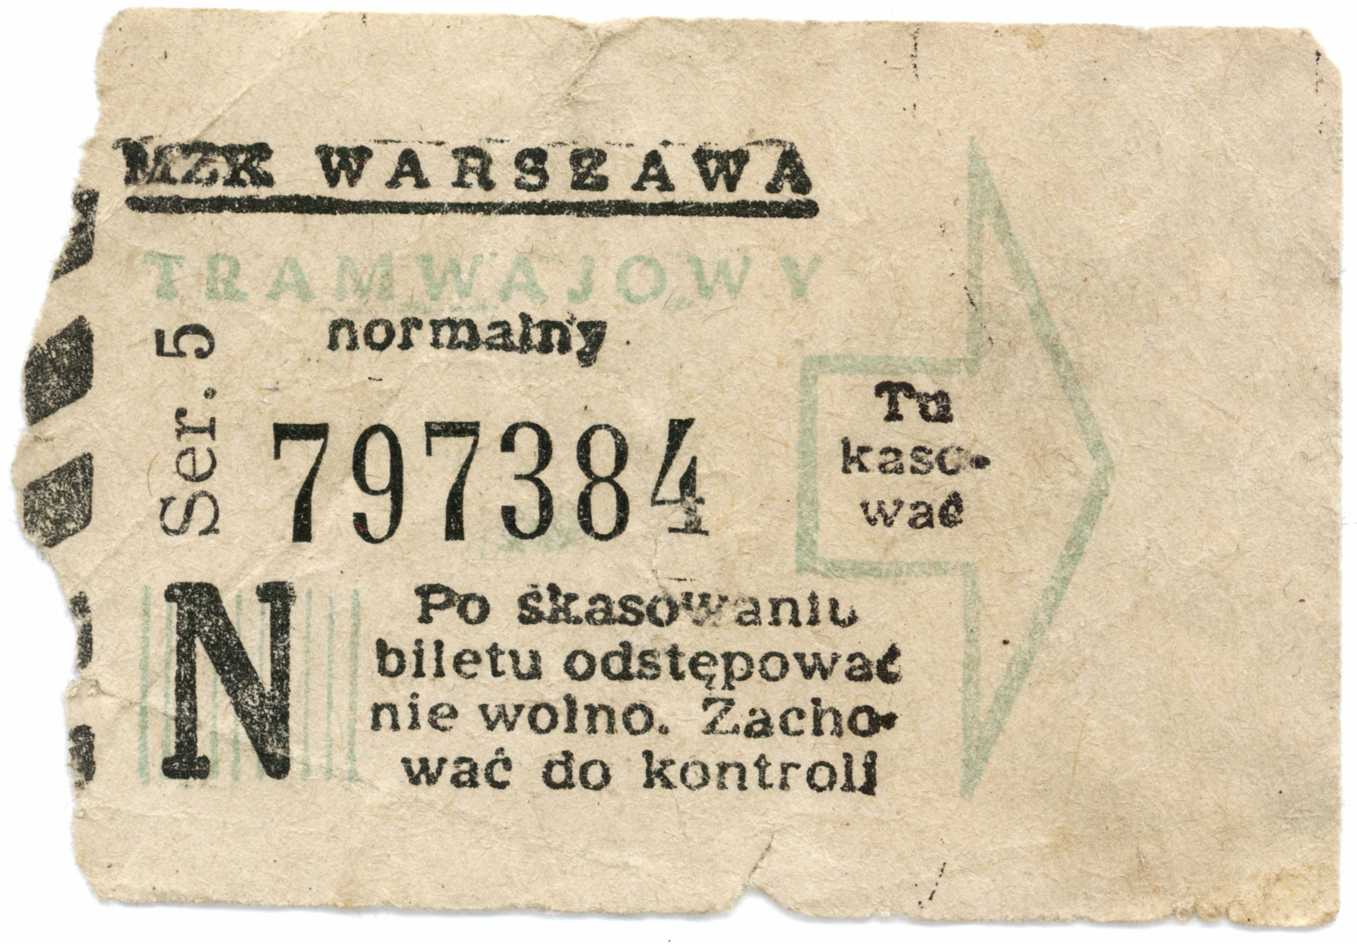 MZK WARSZAWA
TRAMWAJOWY
normalny
Ser. 5
797384
Tu
kaso-
wać
N
Po skasowaniu
biletu odstępować
nie wolno. Zacho-
wać do kontroli